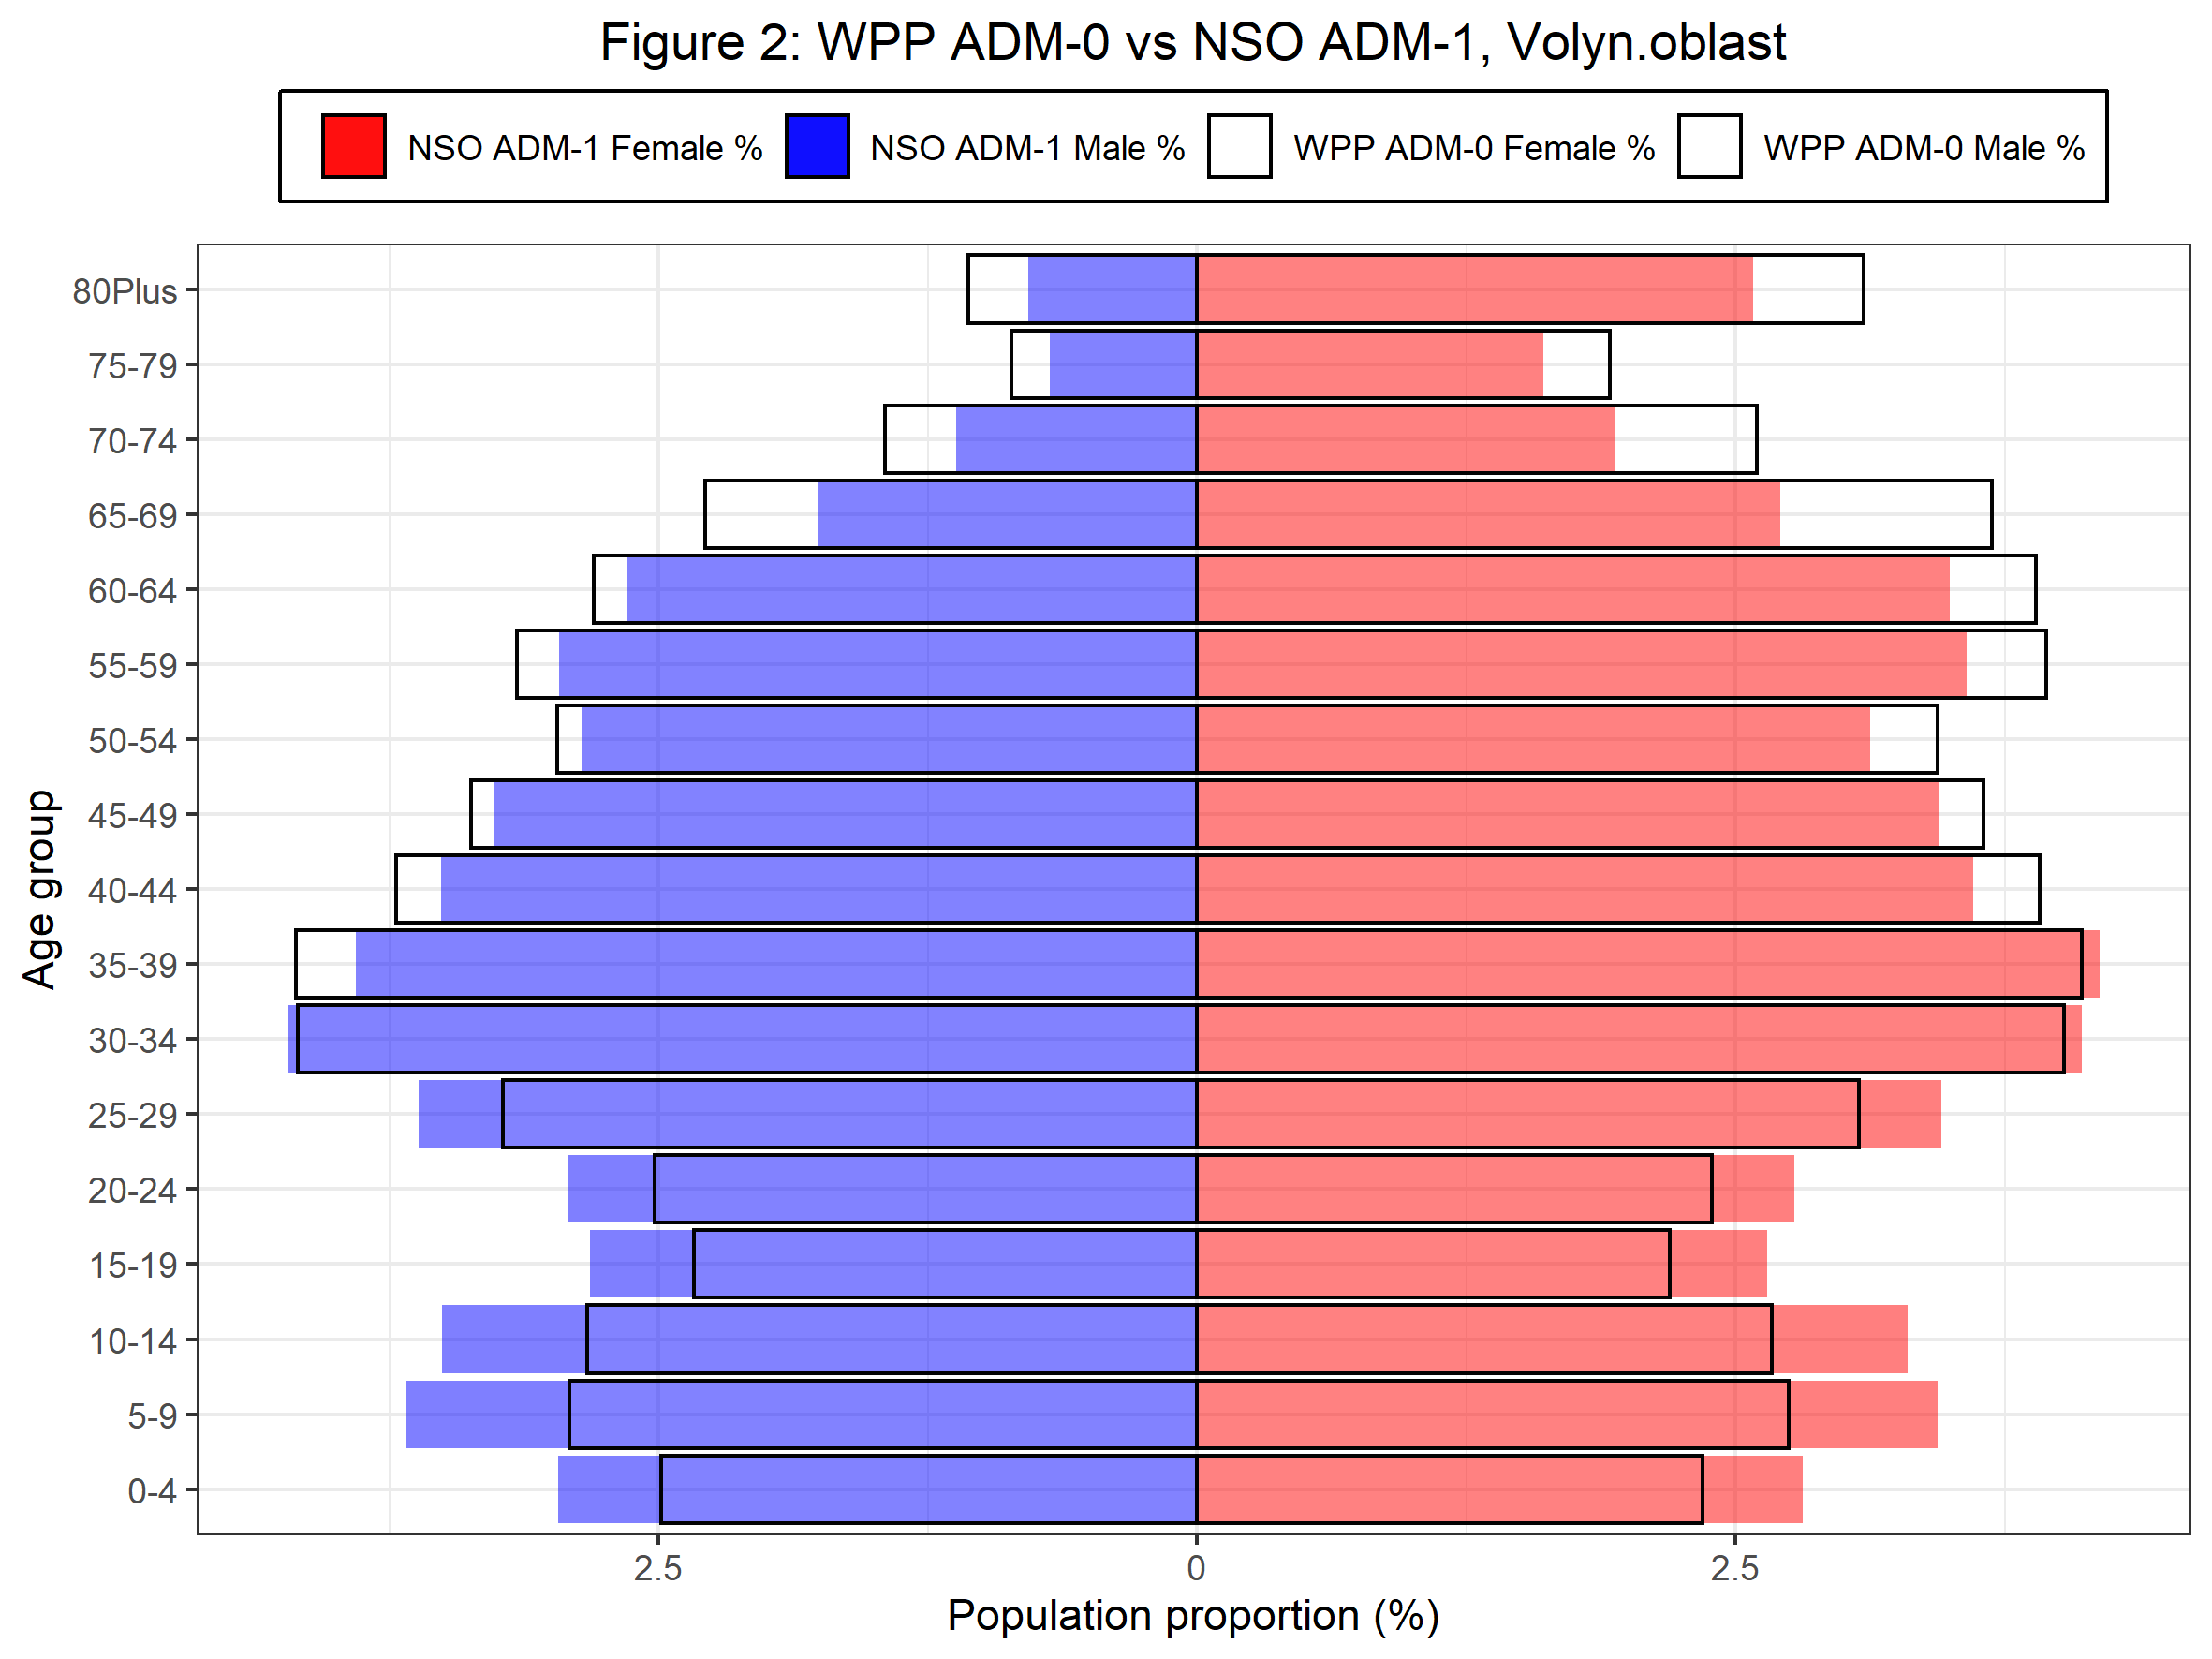 Figure 2: WPP ADM-0 vs NSO ADM-1, Volyn.oblast
NSO ADM-1 Female %
NSO ADM-1 Male %
WPP ADM-0 Female %
WPP ADM-0 Male %
80Plus
75-79
70-74
65-69
60-64
55-59
50-54
45-49
40-44
35-39
30-34
25-29
20-24
15-19
10-14
5-9
0-4
Age group
2.5
0
2.5
Population proportion (%)